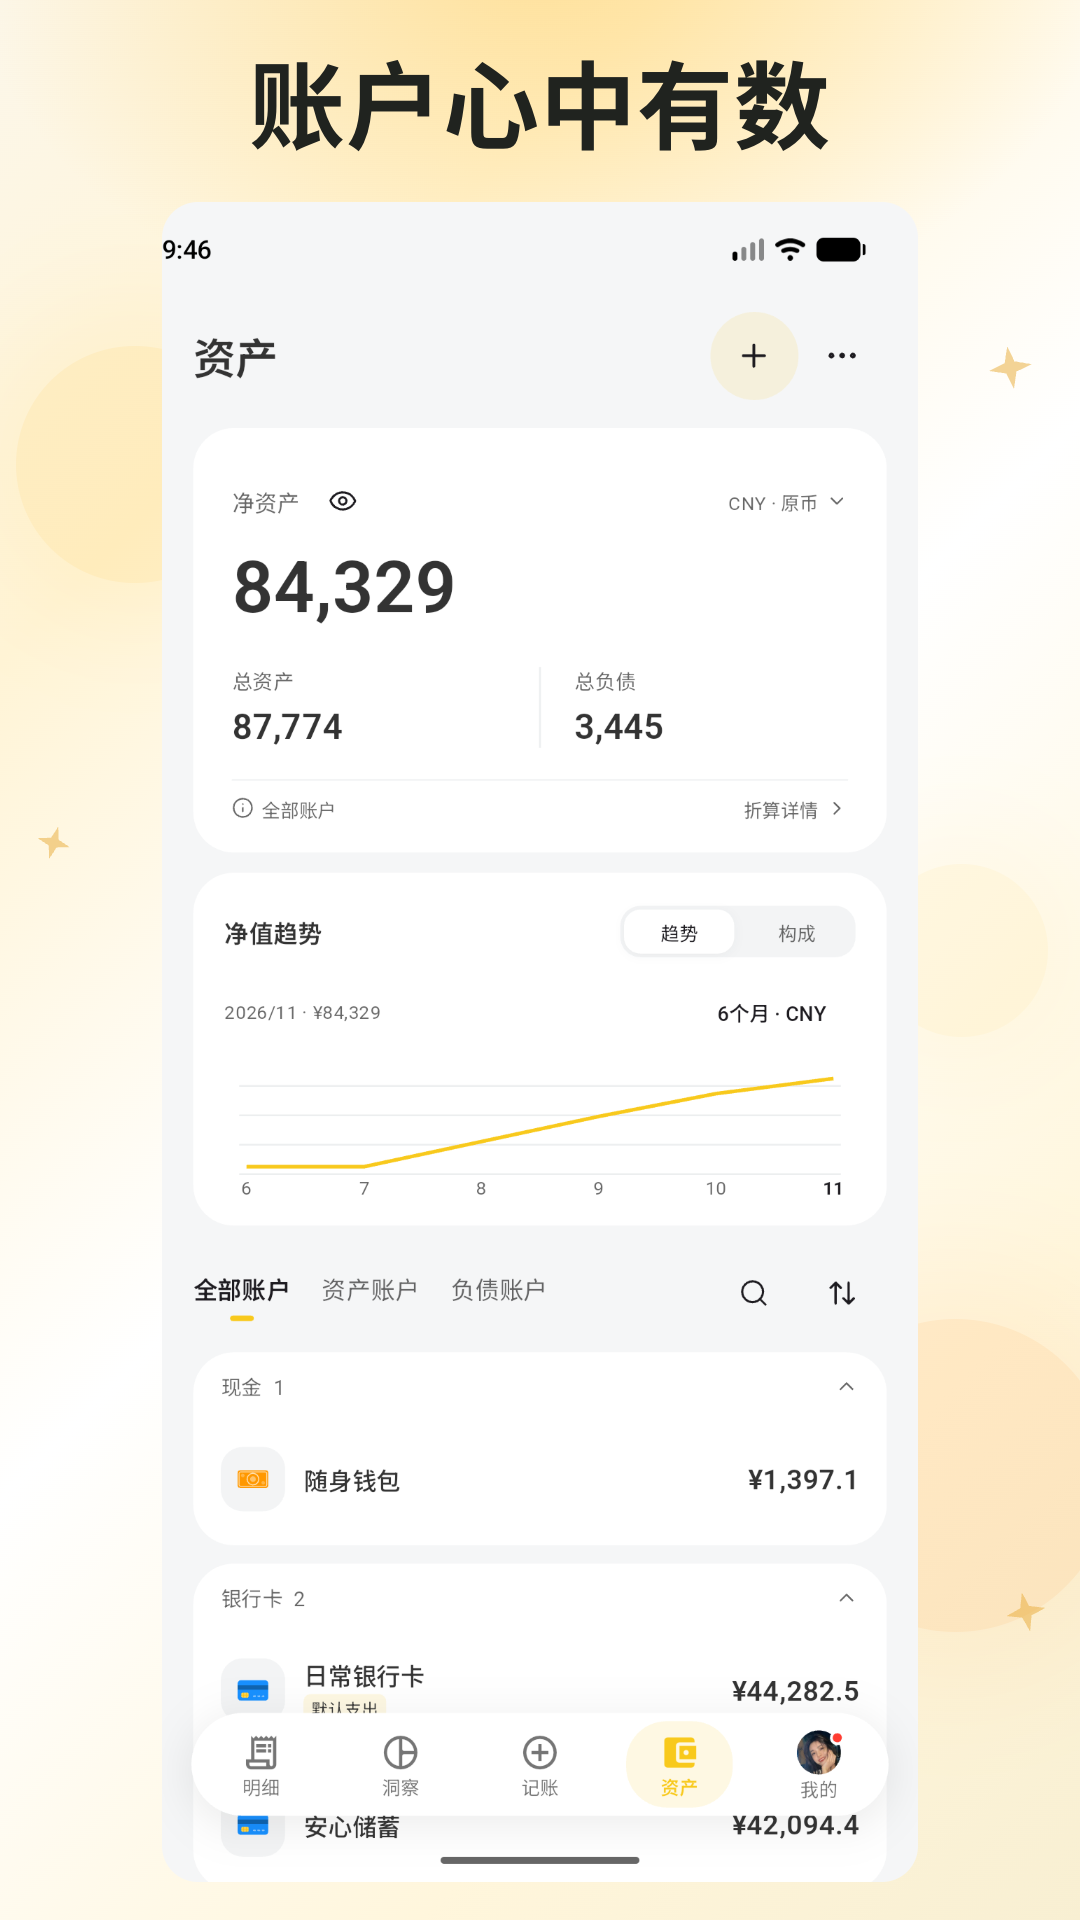 账户心中有数
9:46
资产
净资产
CNY · 原币
84,329
总资产
总负债
87,774
3,445
全部账户
折算详情
净值趋势
趋势
构成
2026/11 · ¥84,329
6个月 · CNY
6 7 8 9 10 11
全部账户 资产账户 负债账户
现金 1
随身钱包
¥1,397.1
银行卡 2
日常银行卡
默认支出
¥44,282.5
明细 洞察 记账 资产 我的
安心储蓄
¥42,094.4